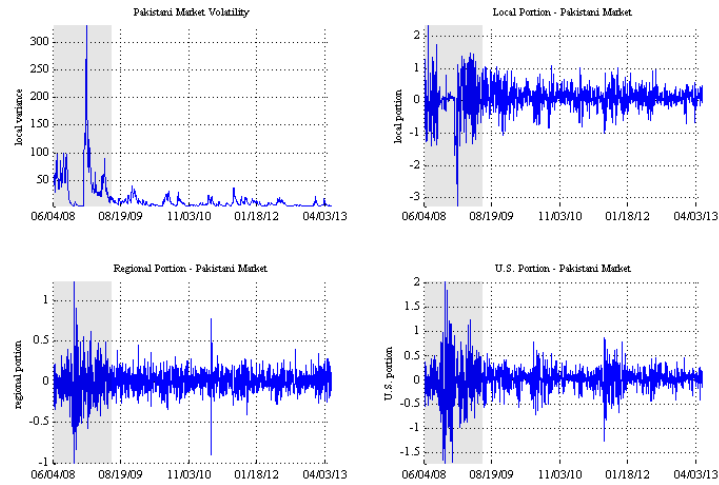 Pakistani Market Volatility
local variance
300
250
200
150
100
50
06/04/08 08/19/09 11/03/10 01/18/12 04/03/13
Local Portion - Pakistani Market
local portion
2
1
0
-1
-2
-3
06/04/08 08/19/09 11/03/10 01/18/12 04/03/13
Regional Portion - Pakistani Market
regional portion
1
0.5
0
-0.5
-1
06/04/08 08/19/09 11/03/10 01/18/12 04/03/13
U.S. Portion - Pakistani Market
U.S. portion
2
1.5
1
0.5
0
-0.5
-1
-1.5
06/04/08 08/19/09 11/03/10 01/18/12 04/03/13